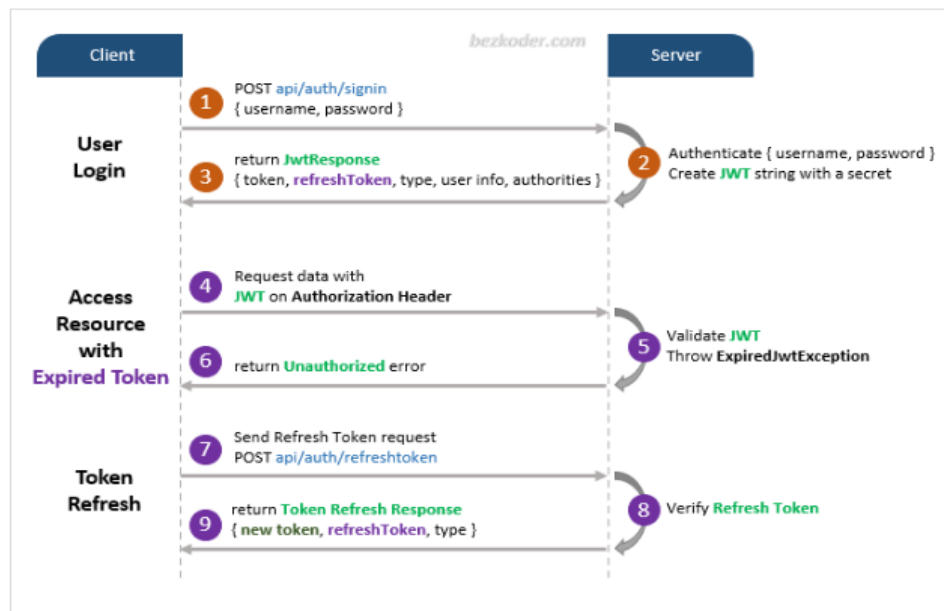 bezkoder.com
Client
Server
1
POST api/auth/signin
{ username, password }
User
Login
2
Authenticate { username, password }
Create JWT string with a secret
3
return JwtResponse
{ token, refreshToken, type, user info, authorities }
4
Request data with
JWT on Authorization Header
Access
Resource
with
Expired Token
5
Validate JWT
Throw ExpiredJwtException
6
return Unauthorized error
7
Send Refresh Token request
POST api/auth/refreshtoken
Token
Refresh
8
Verify Refresh Token
9
return Token Refresh Response
{ new token, refreshToken, type }